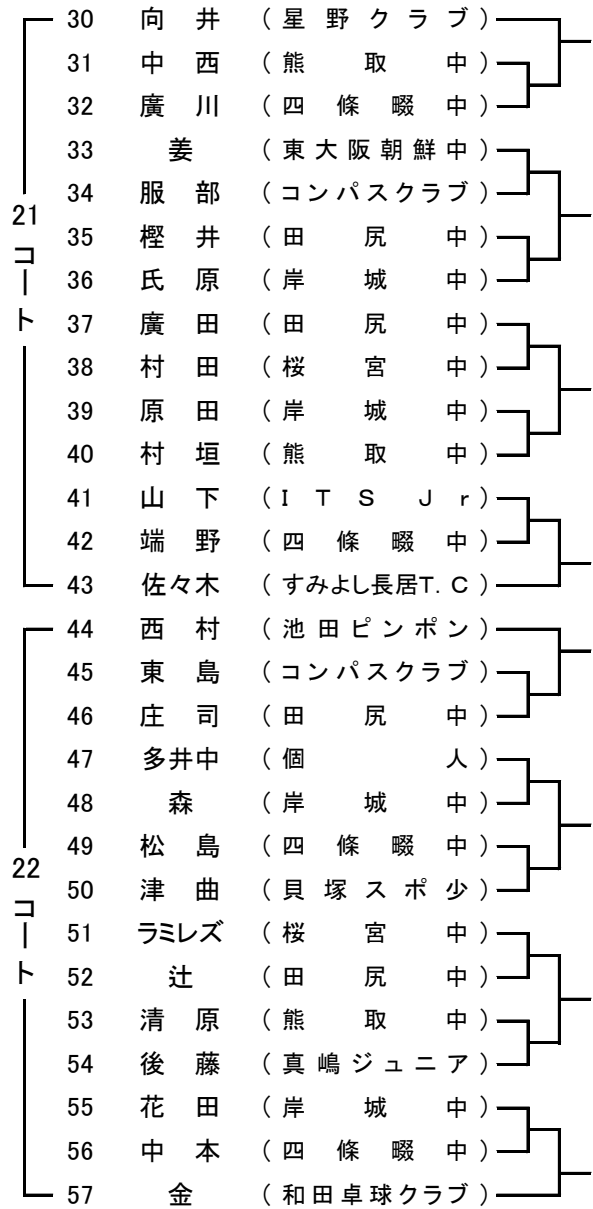 21コート
30 向井 (星野クラブ)
31 中西 (熊取中)
32 廣川 (四條畷中)
33 姜 (東大阪朝鮮中)
34 服部 (コンパスクラブ)
35 樫井 (田尻中)
36 氏原 (岸城中)
37 廣田 (田尻中)
38 村田 (桜宮中)
39 原田 (岸城中)
40 村垣 (熊取中)
41 山下 (ITS Jr)
42 端野 (四條畷中)
43 佐々木 (すみよし長居T.C)
22コート
44 西村 (池田ピンポン)
45 東島 (コンパスクラブ)
46 庄司 (田尻中)
47 多井中 (個人)
48 森 (岸城中)
49 松島 (四條畷中)
50 津曲 (貝塚スポ少)
51 ラミレズ (桜宮中)
52 辻 (田尻中)
53 清原 (熊取中)
54 後藤 (真嶋ジュニア)
55 花田 (岸城中)
56 中本 (四條畷中)
57 金 (和田卓球クラブ)